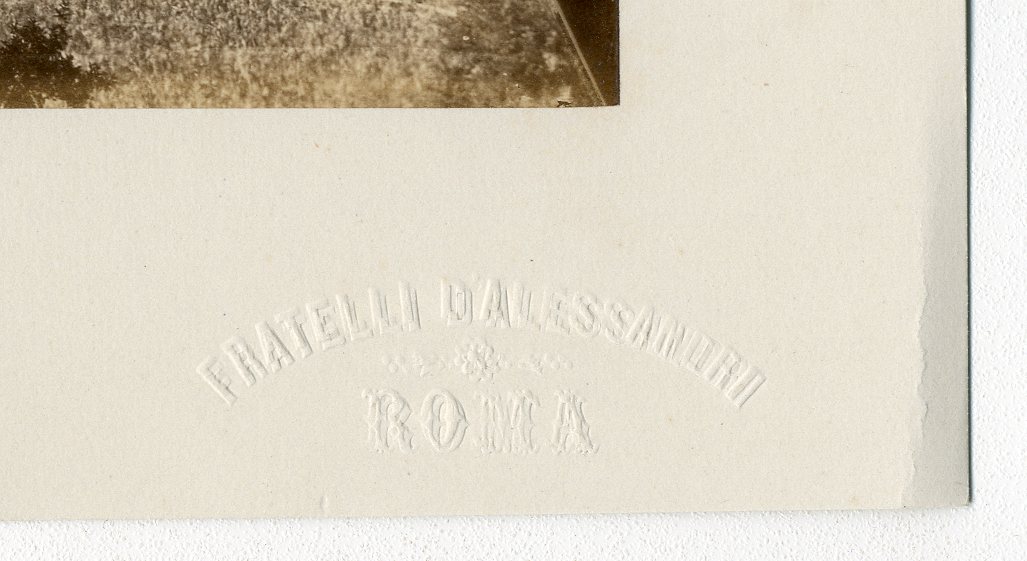 FRATELLI D'ALESSANDRI
ROMA